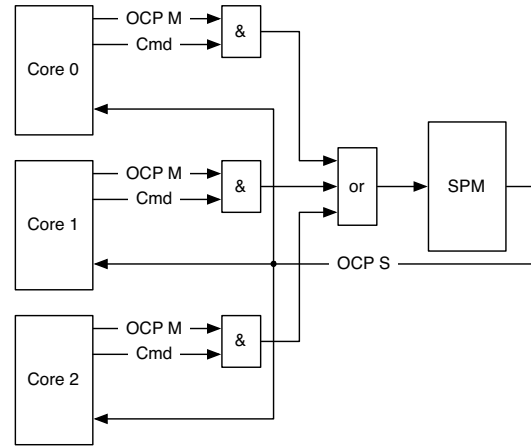 OCP M
&
Cmd
Core 0
OCP M
Cmd
&
or
SPM
Core 1
OCP S
OCP M
Cmd
&
Core 2